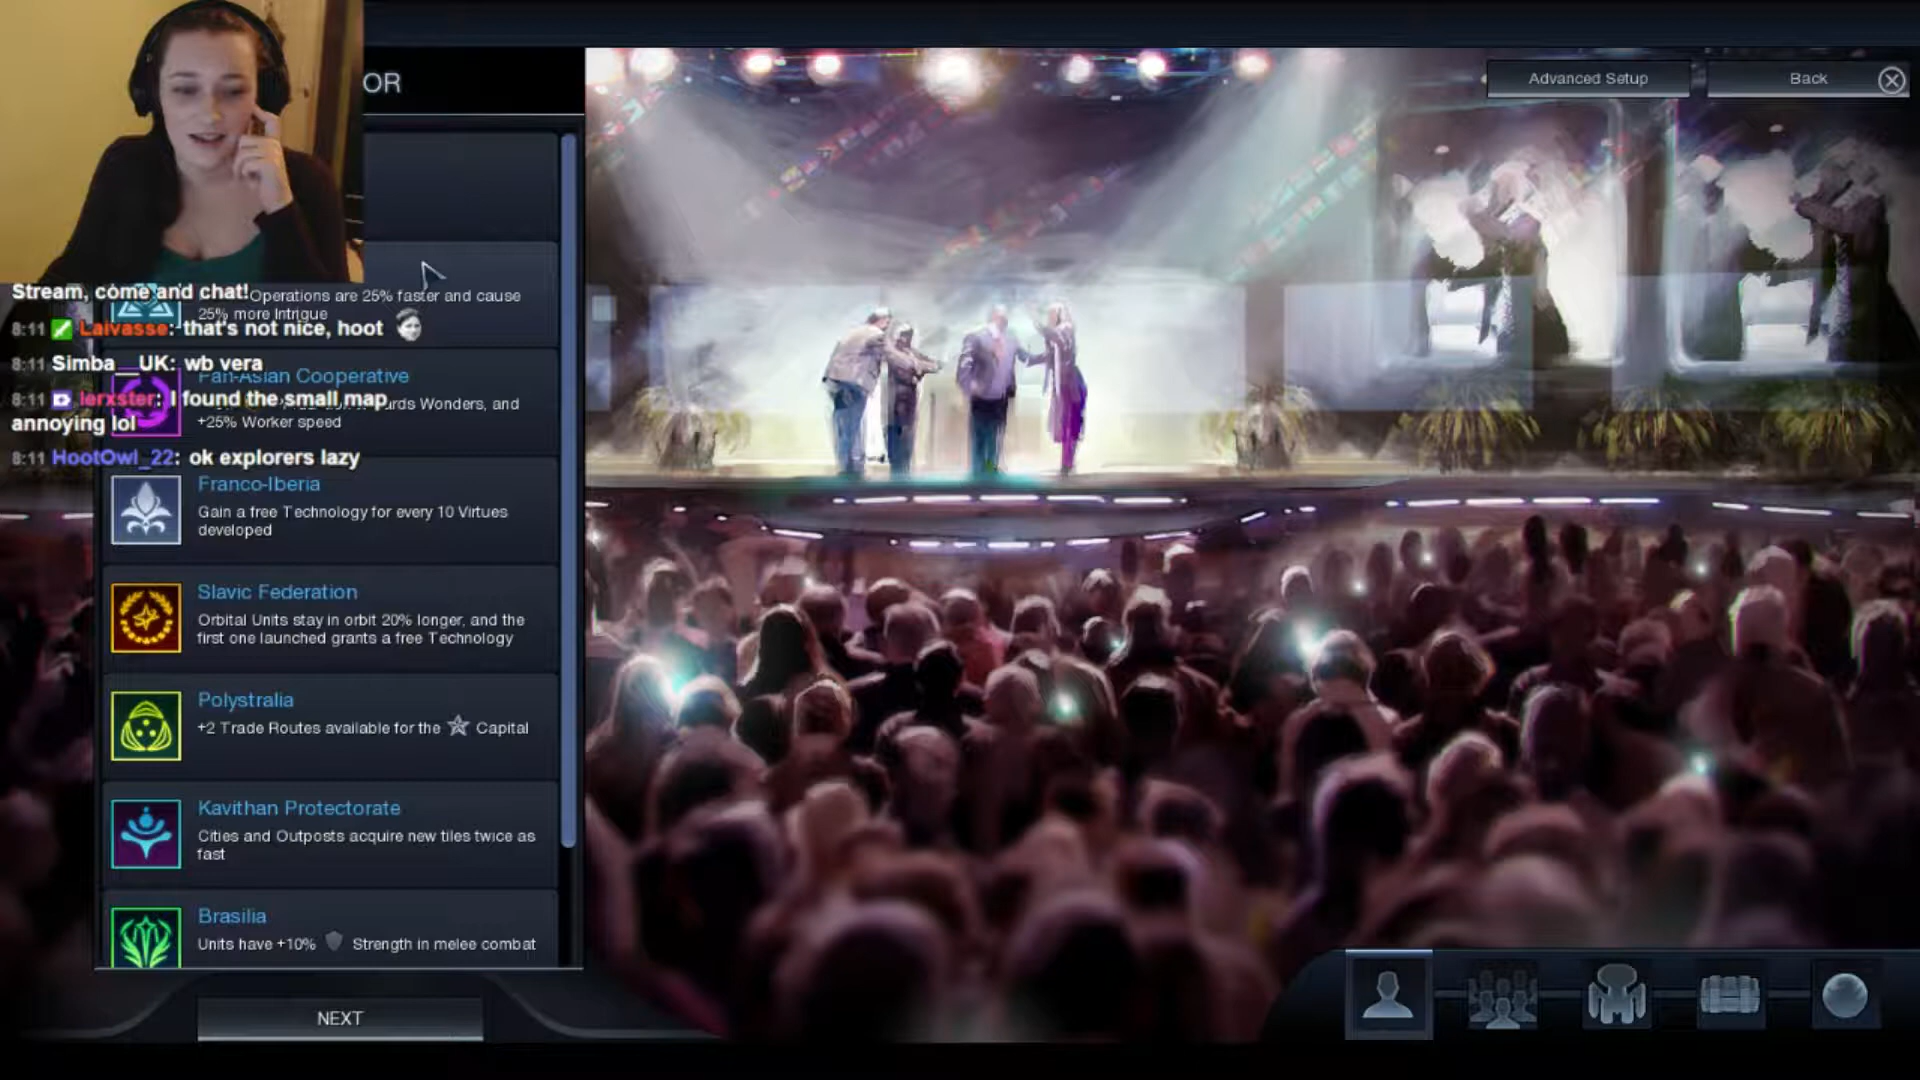 OR
Advanced Setup
Back
Stream, come and chat!
Operations are 25% faster and cause
25% more Intrigue
8:11 Laivasse: that's not nice, hoot
8:11 Simba__UK: wb vera
Pan-Asian Cooperative
8:11 lerxster: I found the small map
annoying lol
rds Wonders, and
+25% Worker speed
8:11 HootOwl_22: ok explorers lazy
Franco-Iberia
Gain a free Technology for every 10 Virtues
developed
Slavic Federation
Orbital Units stay in orbit 20% longer, and the
first one launched grants a free Technology
Polystralia
+2 Trade Routes available for the Capital
Kavithan Protectorate
Cities and Outposts acquire new tiles twice as
fast
Brasilia
Units have +10% Strength in melee combat
NEXT